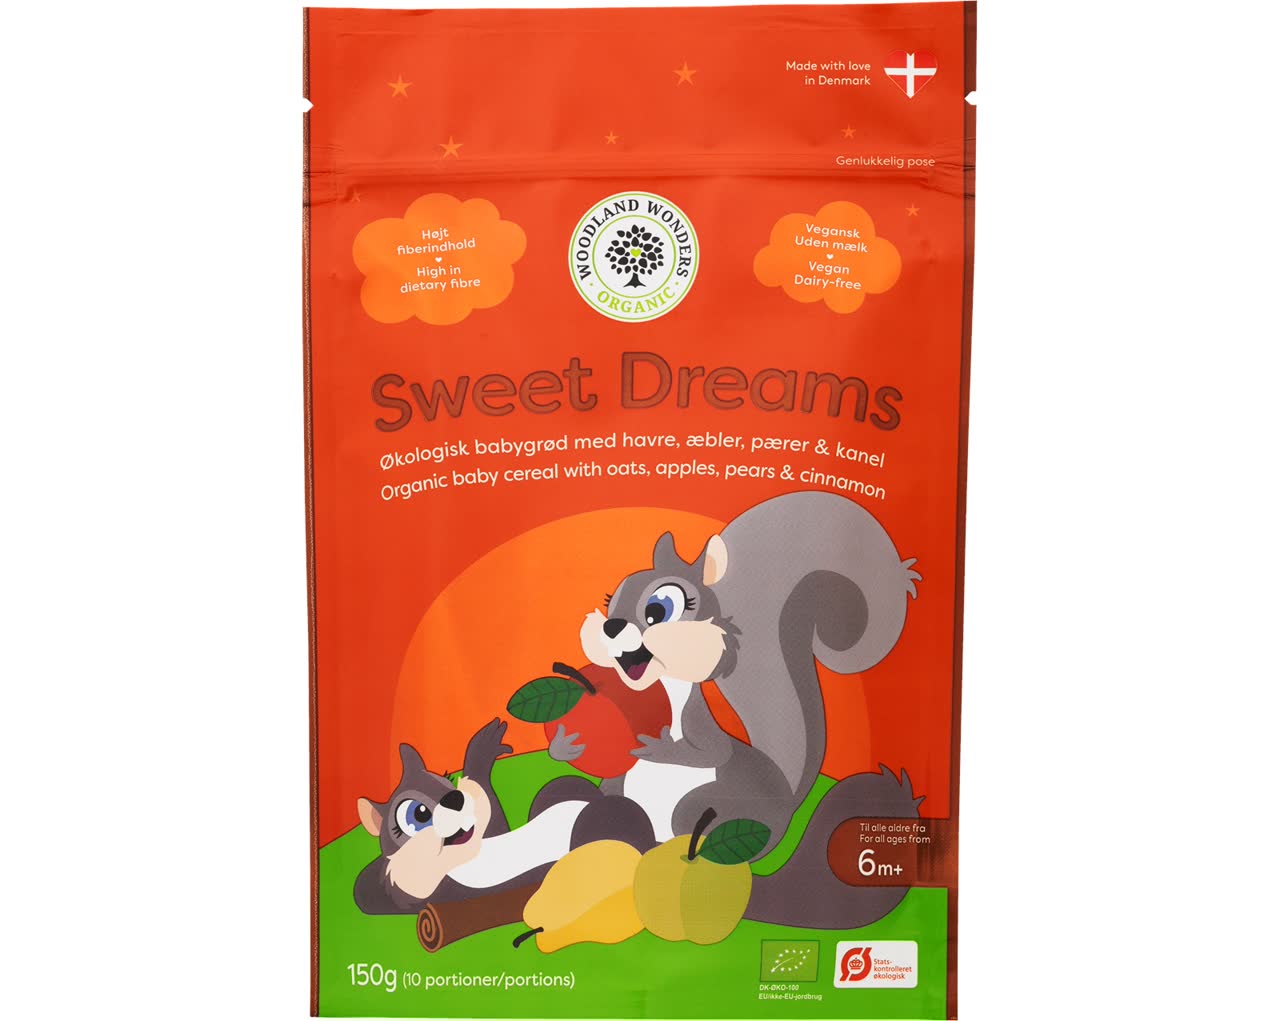 Made with love
in Denmark
Genlukkelig pose
Højt
fiberindhold
High in
dietary fibre
WOODLAND WONDERS
ORGANIC
Vegansk
Uden mælk
Vegan
Dairy-free
Sweet Dreams
Økologisk babygrød med havre, æbler, pærer & kanel
Organic baby cereal with oats, apples, pears & cinnamon
Til alle aldre fra
For all ages from
6m+
150g (10 portioner/portions)
DK-ØKO-100
EU/ikke-EU-jordbrug
Ø
Stats-
kontrolleret
økologisk